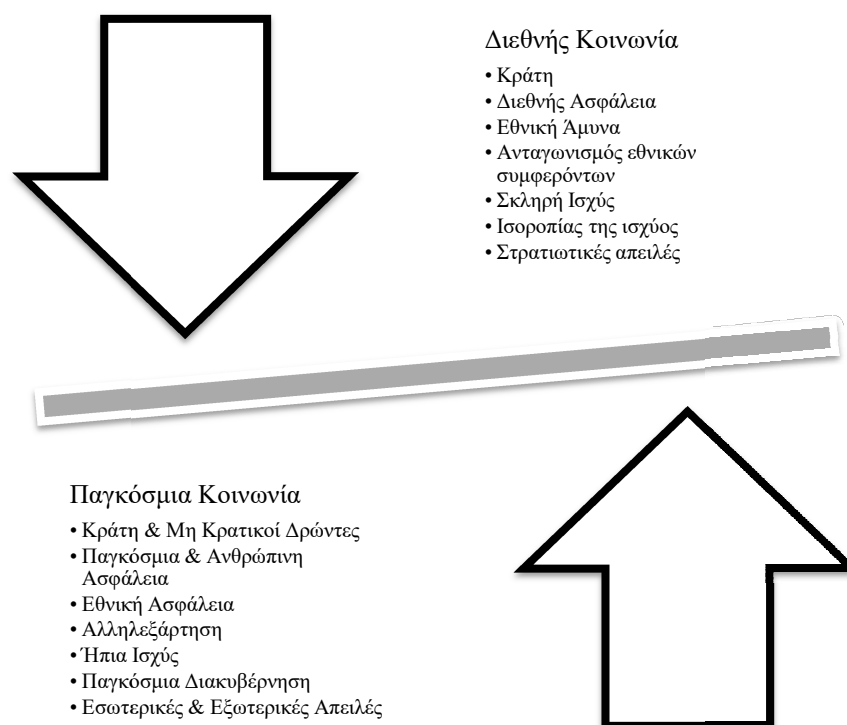 Διεθνής Κοινωνία
• Κράτη
• Διεθνής Ασφάλεια
• Εθνική Άμυνα
• Ανταγωνισμός εθνικών
συμφερόντων
• Σκληρή Ισχύς
• Ισοροπίας της ισχύος
• Στρατιωτικές απειλές
Παγκόσμια Κοινωνία
• Κράτη & Μη Κρατικοί Δρώντες
• Παγκόσμια & Ανθρώπινη
Ασφάλεια
• Εθνική Ασφάλεια
• Αλληλεξάρτηση
• Ήπια Ισχύς
• Παγκόσμια Διακυβέρνηση
• Εσωτερικές & Εξωτερικές Απειλές